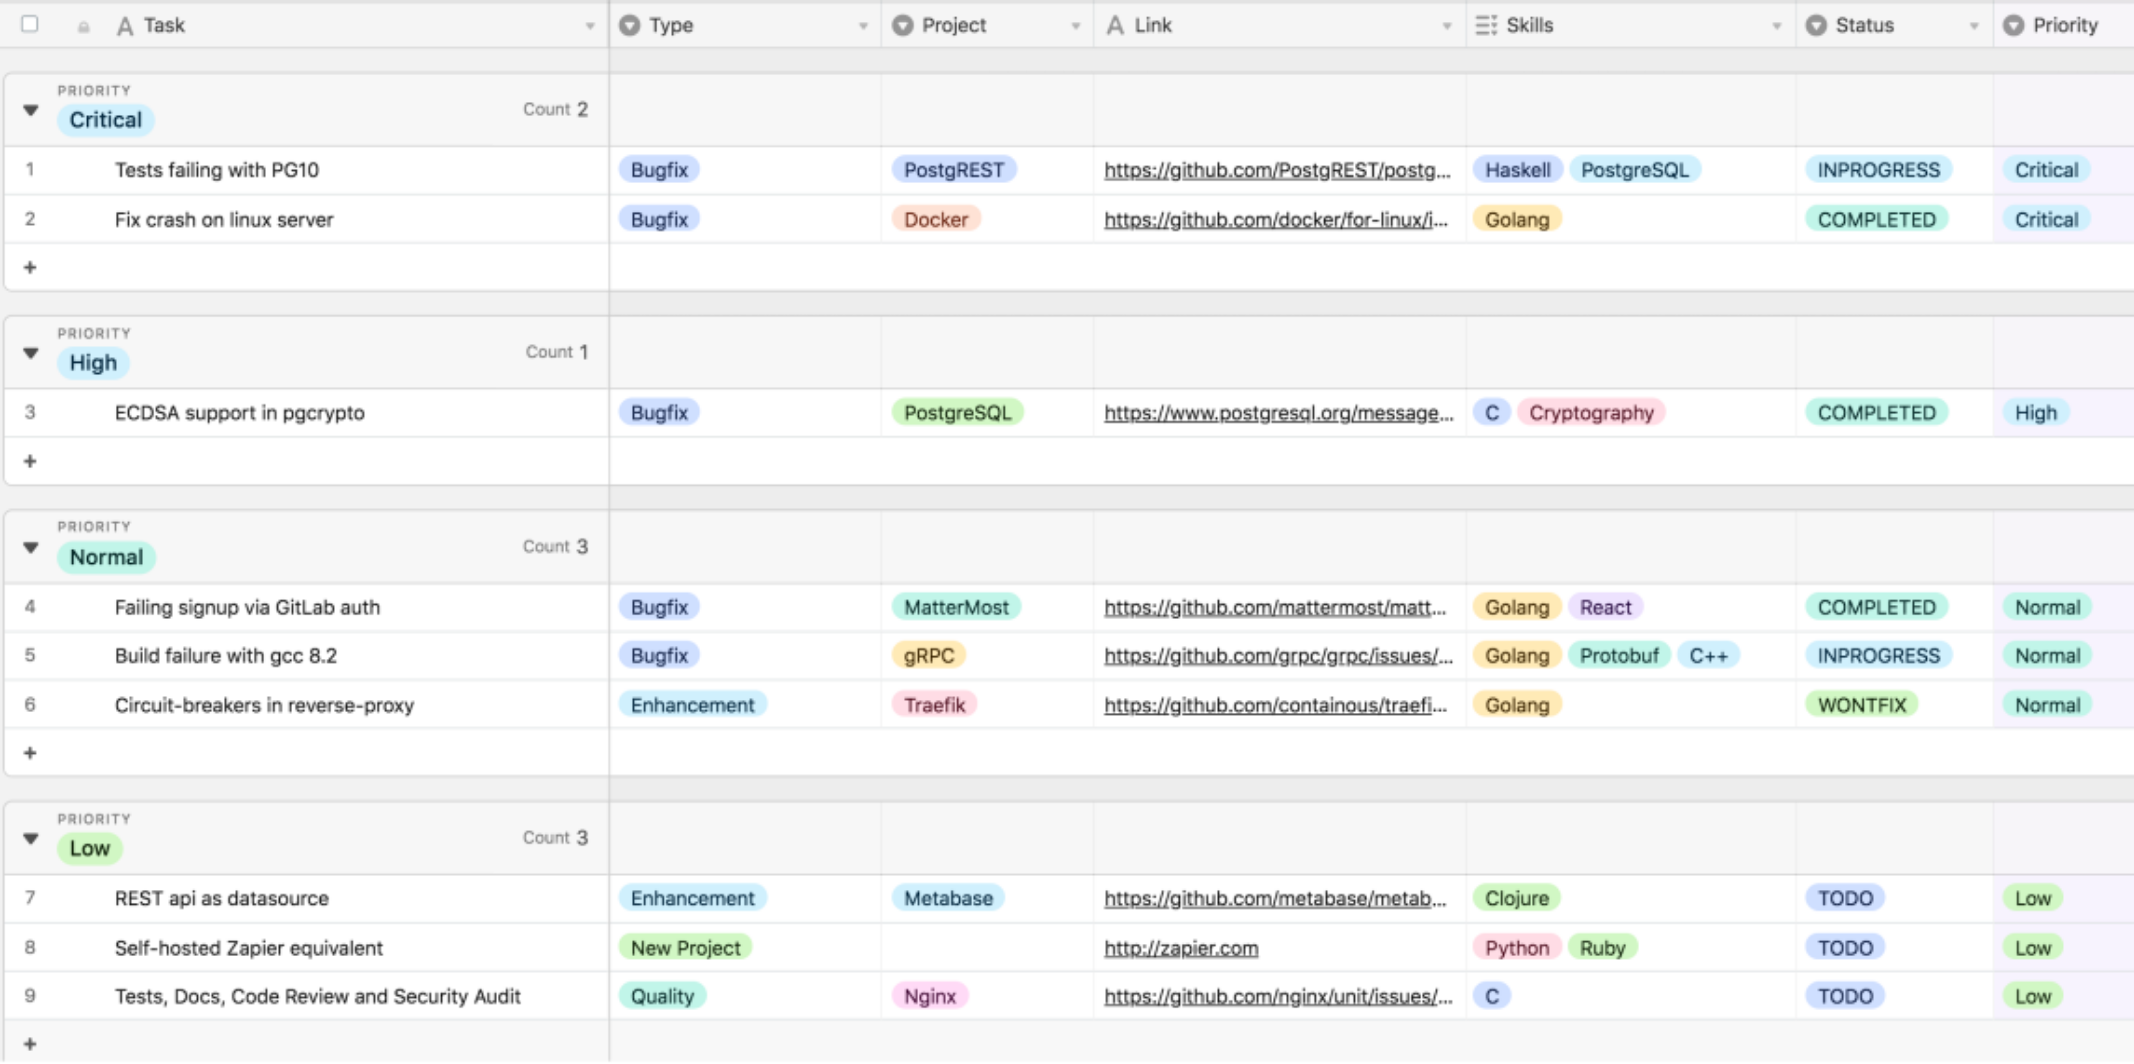 Task Type Project Link Skills Status Priority
PRIORITY
Critical Count 2
1 Tests failing with PG10 Bugfix PostgREST https://github.com/PostgREST/postg... Haskell PostgreSQL INPROGRESS Critical
2 Fix crash on linux server Bugfix Docker https://github.com/docker/for-linux/i... Golang COMPLETED Critical
+
PRIORITY
High Count 1
3 ECDSA support in pgcrypto Bugfix PostgreSQL https://www.postgresql.org/message... C Cryptography COMPLETED High
+
PRIORITY
Normal Count 3
4 Failing signup via GitLab auth Bugfix MatterMost https://github.com/mattermost/matt... Golang React COMPLETED Normal
5 Build failure with gcc 8.2 Bugfix gRPC https://github.com/grpc/grpc/issues/... Golang Protobuf C++ INPROGRESS Normal
6 Circuit-breakers in reverse-proxy Enhancement Traefik https://github.com/containous/traefi... Golang WONTFIX Normal
+
PRIORITY
Low Count 3
7 REST api as datasource Enhancement Metabase https://github.com/metabase/metab... Clojure TODO Low
8 Self-hosted Zapier equivalent New Project http://zapier.com Python Ruby TODO Low
9 Tests, Docs, Code Review and Security Audit Quality Nginx https://github.com/nginx/unit/issues/... C TODO Low
+